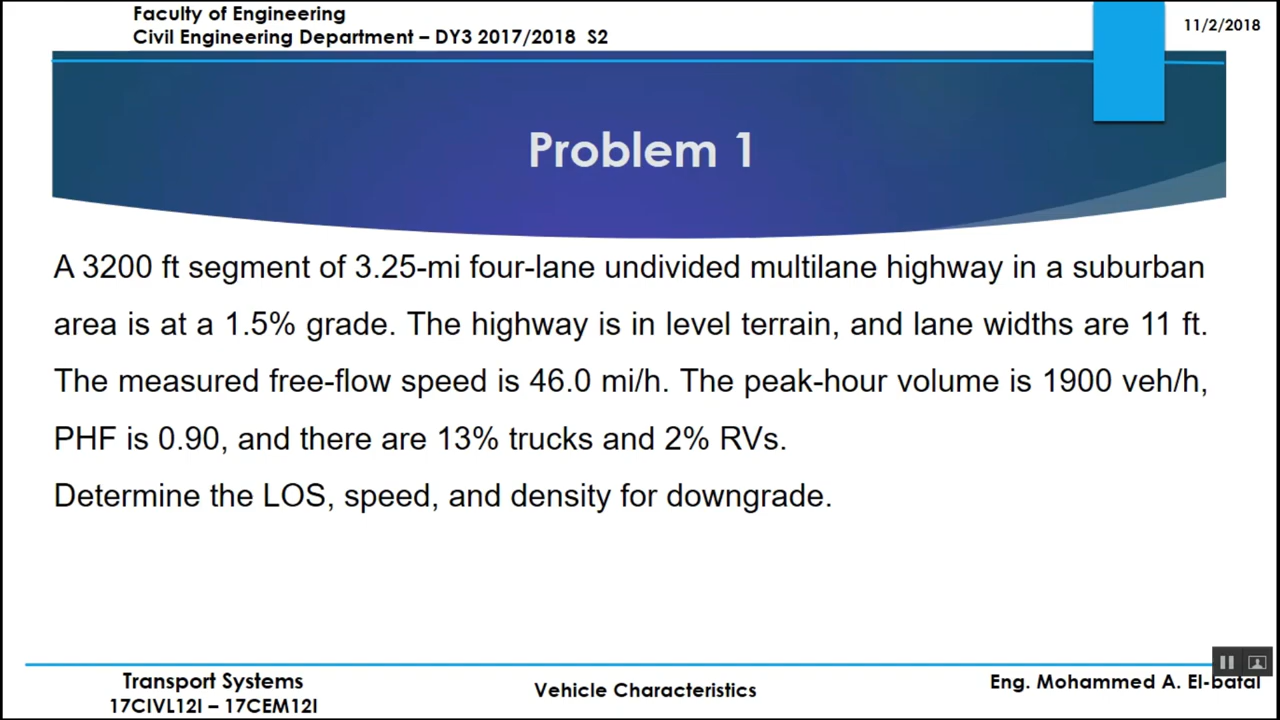 Faculty of Engineering
Civil Engineering Department – DY3 2017/2018 S2
11/2/2018
Problem 1
A 3200 ft segment of 3.25-mi four-lane undivided multilane highway in a suburban
area is at a 1.5% grade. The highway is in level terrain, and lane widths are 11 ft.
The measured free-flow speed is 46.0 mi/h. The peak-hour volume is 1900 veh/h,
PHF is 0.90, and there are 13% trucks and 2% RVs.
Determine the LOS, speed, and density for downgrade.
Transport Systems
17CIVL12I – 17CEM12I
Vehicle Characteristics
Eng. Mohammed A. El-batal